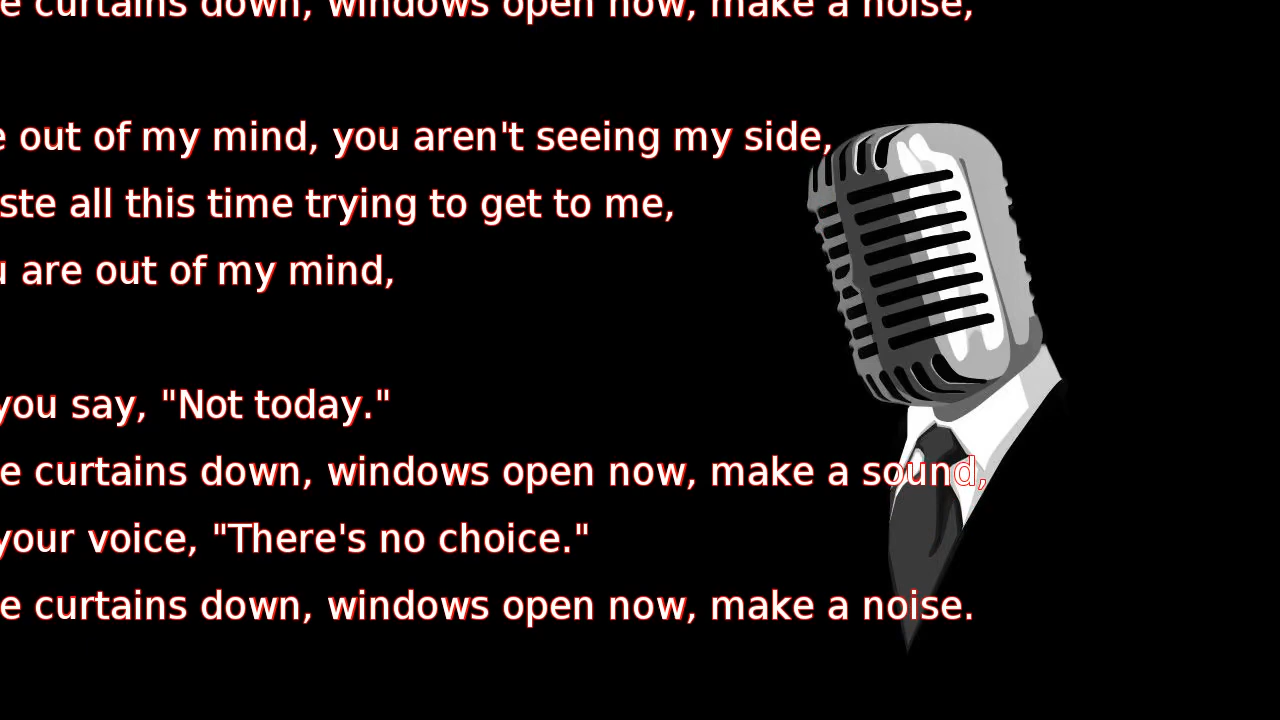 e curtains down, windows open now, make a noise,
e out of my mind, you aren't seeing my side,
ste all this time trying to get to me,
u are out of my mind,
you say, "Not today."
e curtains down, windows open now, make a sound,
your voice, "There's no choice."
e curtains down, windows open now, make a noise.